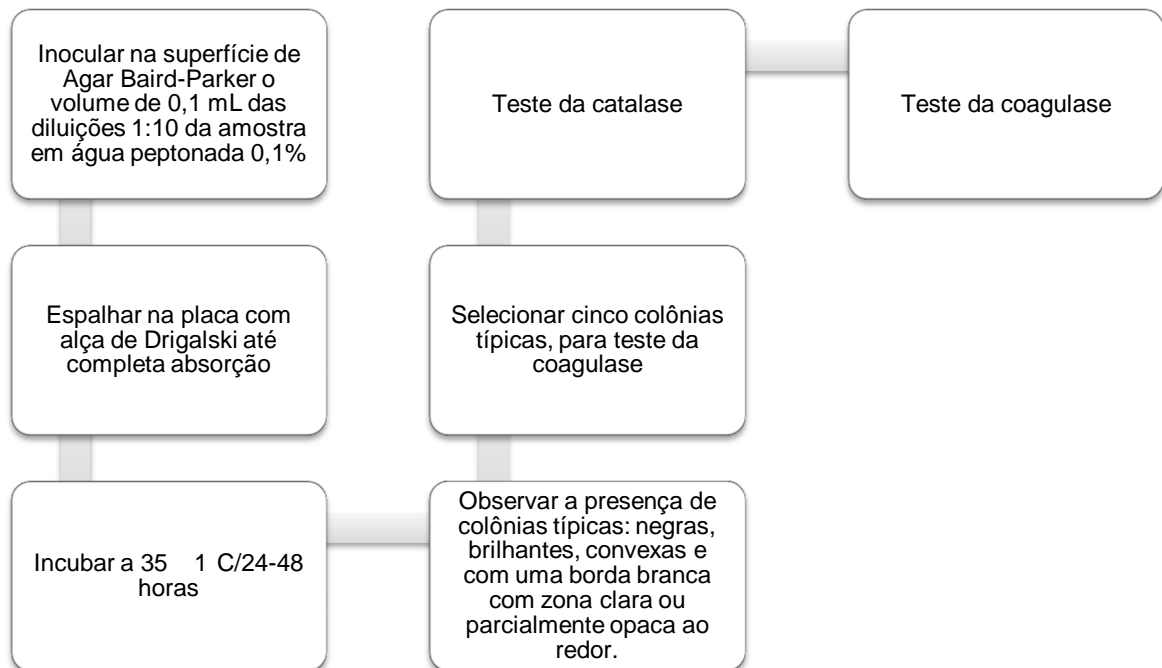 Inocular na superfície de
Agar Baird-Parker o
volume de 0,1 mL das
diluições 1:10 da amostra
em água peptonada 0,1%
Espalhar na placa com
alça de Drigalski até
completa absorção
Incubar a 35 1 C/24-48
horas
Observar a presença de
colônias típicas: negras,
brilhantes, convexas e
com uma borda branca
com zona clara ou
parcialmente opaca ao
redor.
Selecionar cinco colônias
típicas, para teste da
coagulase
Teste da catalase
Teste da coagulase